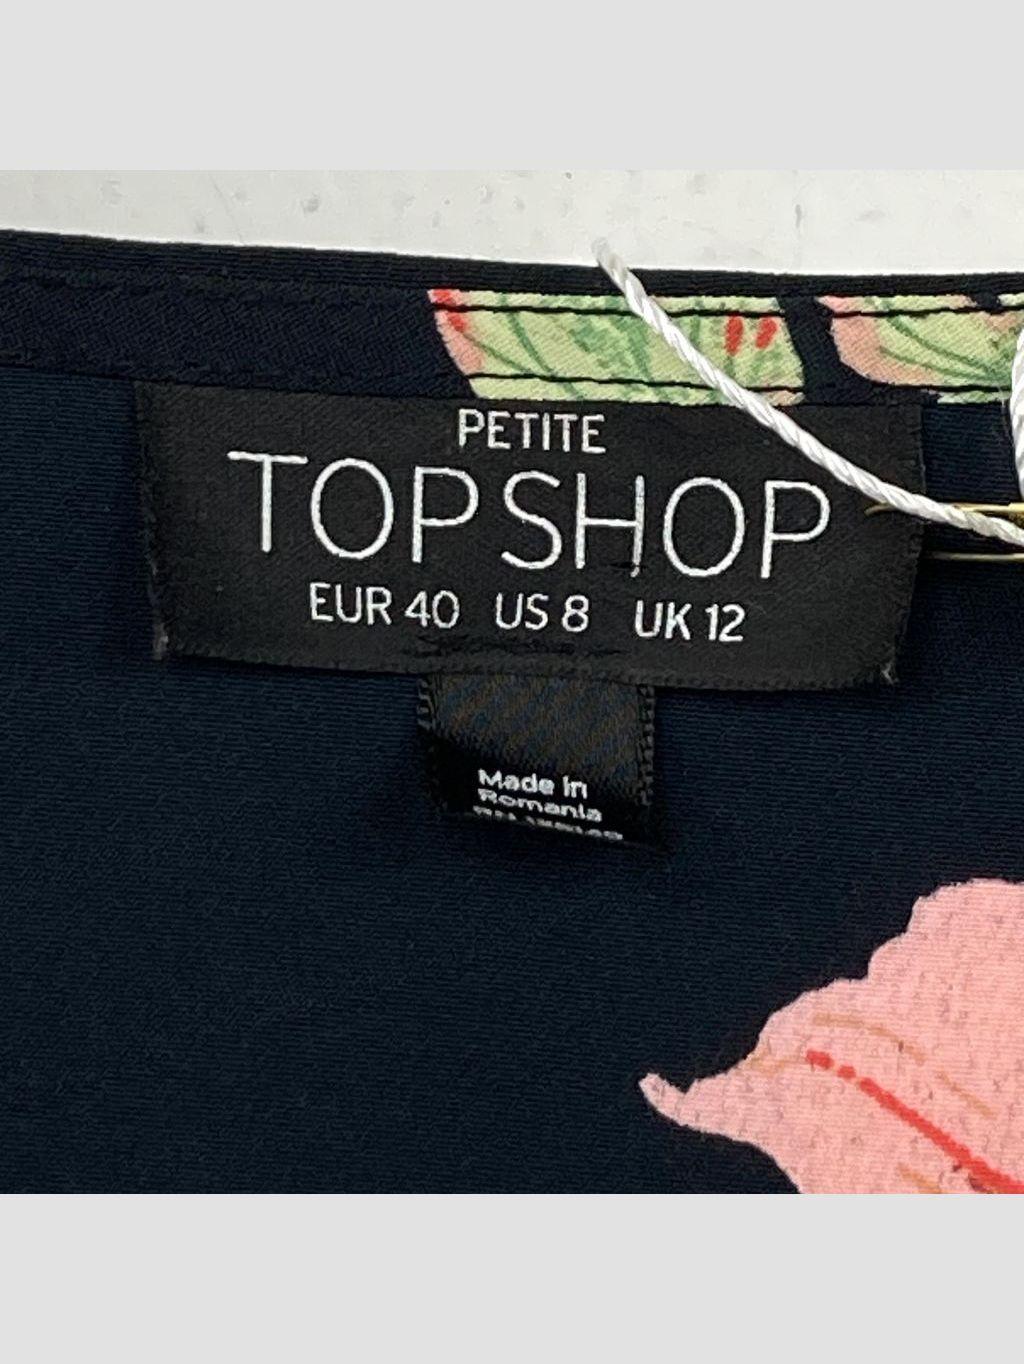 PETITE
TOPSHOP
EUR 40 US 8 UK 12
Made in
Romania